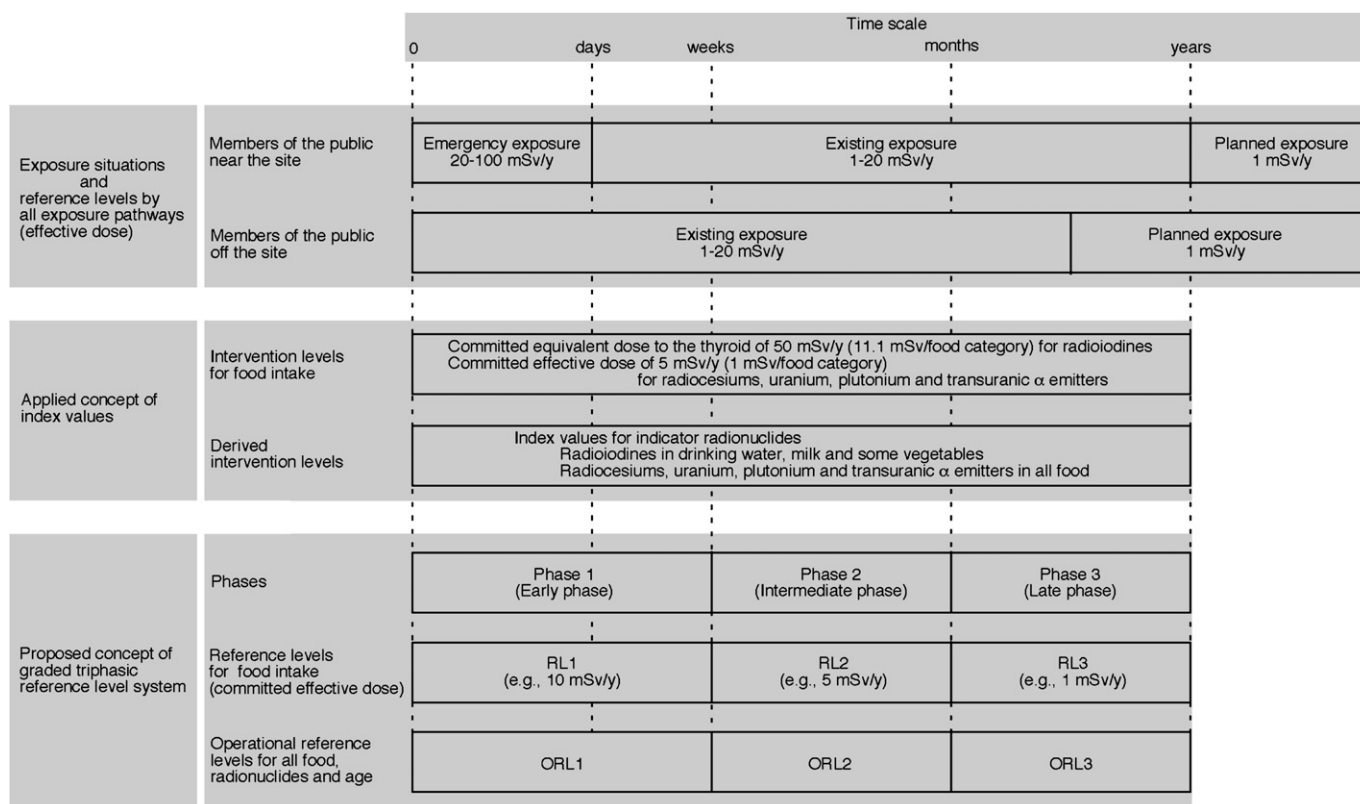 Time scale
0 days weeks months years
Exposure situations
and
reference levels by
all exposure pathways
(effective dose)
Members of the public
near the site
Emergency exposure
20-100 mSv/y
Existing exposure
1-20 mSv/y
Planned exposure
1 mSv/y
Members of the public
off the site
Existing exposure
1-20 mSv/y
Planned exposure
1 mSv/y
Applied concept of
index values
Intervention levels
for food intake
Committed equivalent dose to the thyroid of 50 mSv/y (11.1 mSv/food category) for radioiodines
Committed effective dose of 5 mSv/y (1 mSv/food category)
for radiocesiums, uranium, plutonium and transuranic α emitters
Derived
intervention levels
Index values for indicator radionuclides
Radioiodines in drinking water, milk and some vegetables
Radiocesiums, uranium, plutonium and transuranic α emitters in all food
Proposed concept of
graded triphasic
reference level system
Phases
Phase 1
(Early phase)
Phase 2
(Intermediate phase)
Phase 3
(Late phase)
Reference levels
for food intake
(committed effective dose)
RL1
(e.g., 10 mSv/y)
RL2
(e.g., 5 mSv/y)
RL3
(e.g., 1 mSv/y)
Operational reference
levels for all food,
radionuclides and age
ORL1
ORL2
ORL3